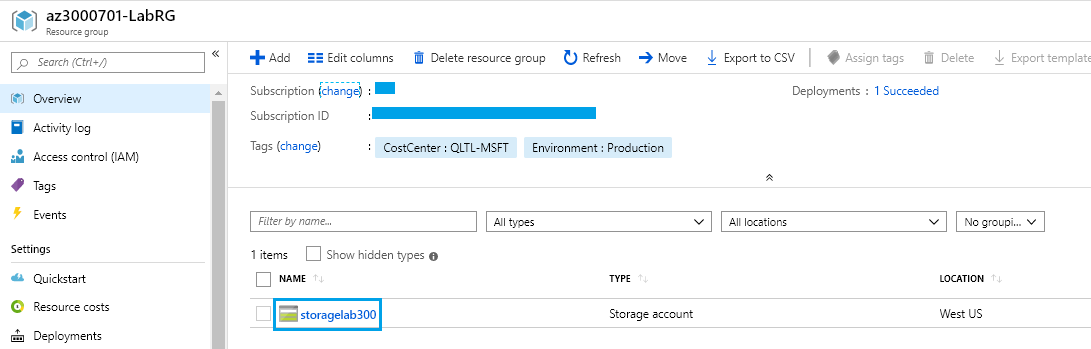 az3000701-LabRG
Resource group
Search (Ctrl+/)
«
Overview
Activity log
Access control (IAM)
Tags
Events
Settings
Quickstart
Resource costs
Deployments
Add Edit columns Delete resource group Refresh Move Export to CSV Assign tags Delete Export template
Subscription (change) : Deployments : 1 Succeeded
Subscription ID :
Tags (change) : CostCenter : QLTL-MSFT Environment : Production
Filter by name... All types All locations No groupi...
1 items Show hidden types
NAME TYPE LOCATION
storagelab300 Storage account West US